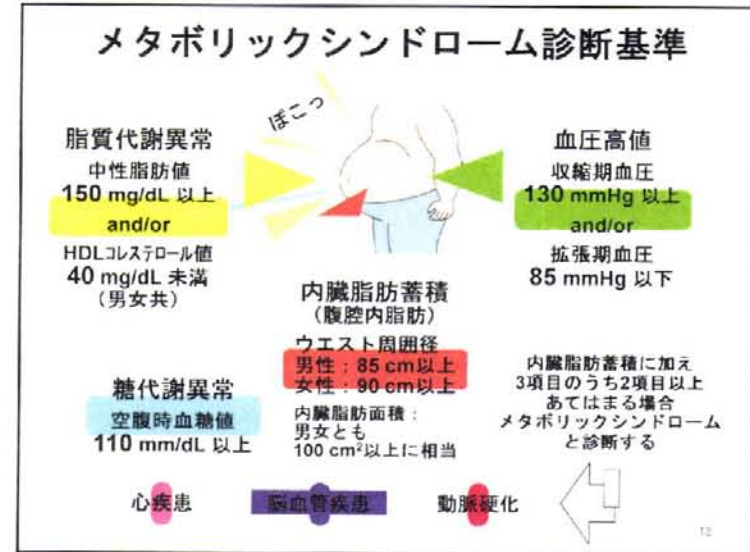 メタボリックシンドローム診断基準
ぽこっ
脂質代謝異常
中性脂肪値
150 mg/dL 以上
and/or
HDLコレステロール値
40 mg/dL 未満
(男女共)
血圧高値
収縮期血圧
130 mmHg 以上
and/or
拡張期血圧
85 mmHg 以下
内臓脂肪蓄積
(腹腔内脂肪)
ウエスト周囲径
男性：85 cm以上
女性：90 cm以上
内臓脂肪面積：
男女とも
100 cm²以上に相当
糖代謝異常
空腹時血糖値
110 mm/dL 以上
内臓脂肪蓄積に加え
3項目のうち2項目以上
あてはまる場合
メタボリックシンドローム
と診断する
心疾患
脳血管疾患
動脈硬化